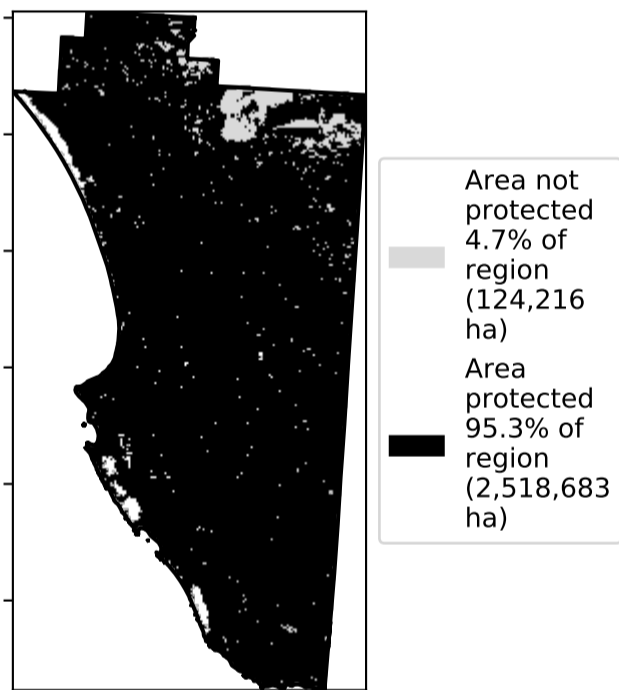 Area not
protected
4.7% of
region
(124,216
ha)
Area
protected
95.3% of
region
(2,518,683
ha)